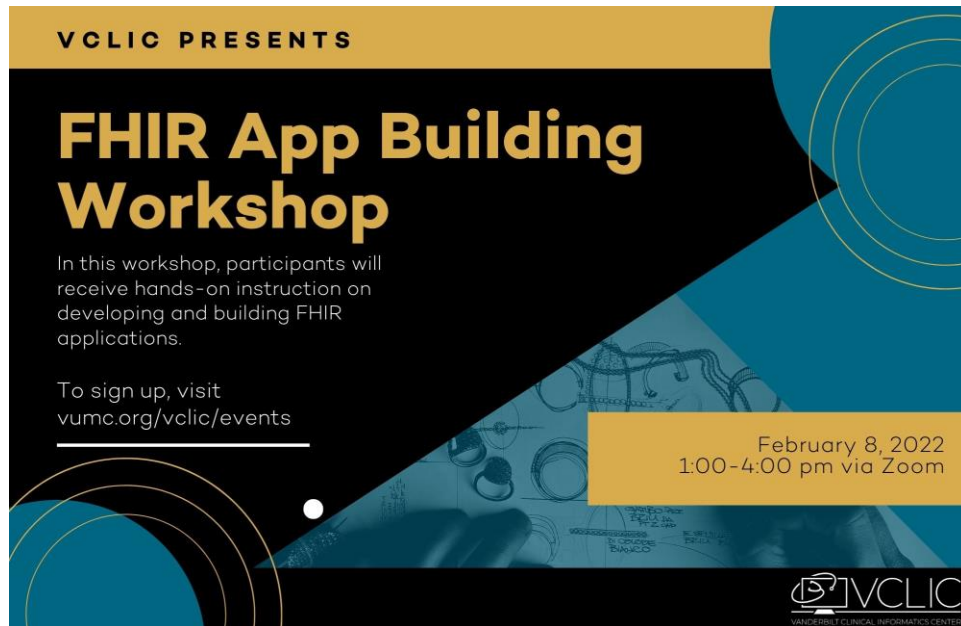 VCLIC PRESENTS
FHIR App Building
Workshop
In this workshop, participants will
receive hands-on instruction on
developing and building FHIR
applications.
To sign up, visit
vumc.org/vclic/events
February 8, 2022
1:00-4:00 pm via Zoom
BIANCO
VCLIC
VANDERBILT CLINICAL INFORMATICS CENTER